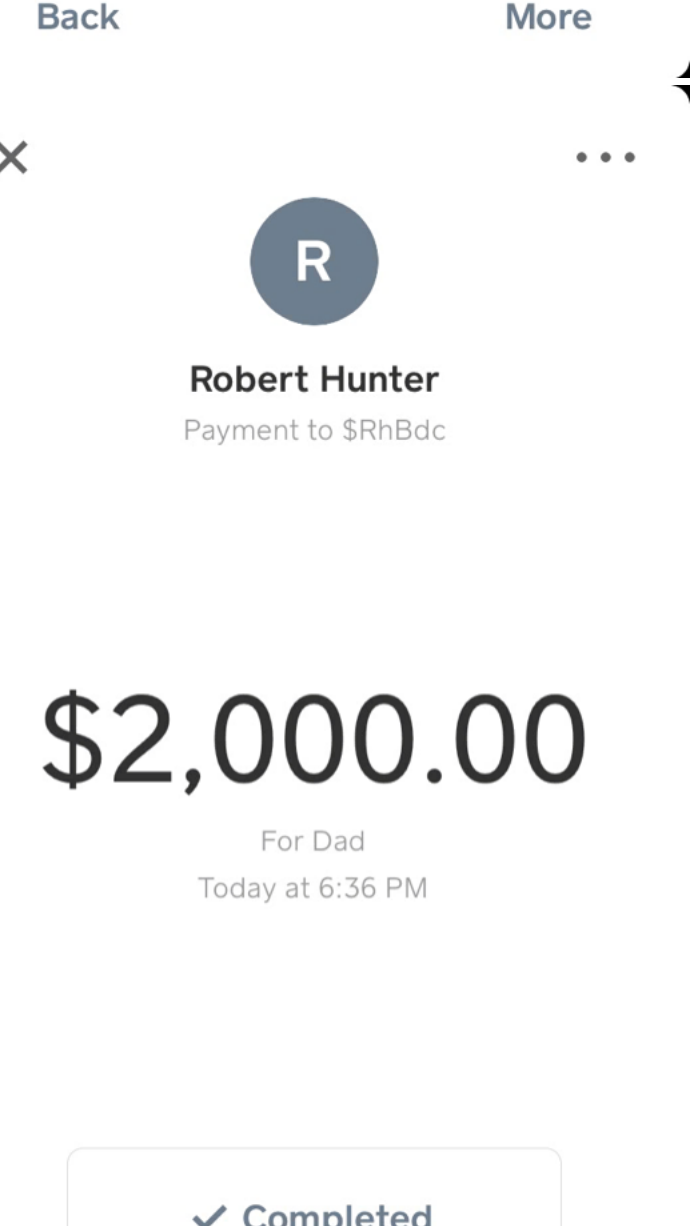 Back More
R
Robert Hunter
Payment to $RhBdc
$2,000.00
For Dad
Today at 6:36 PM
Completed